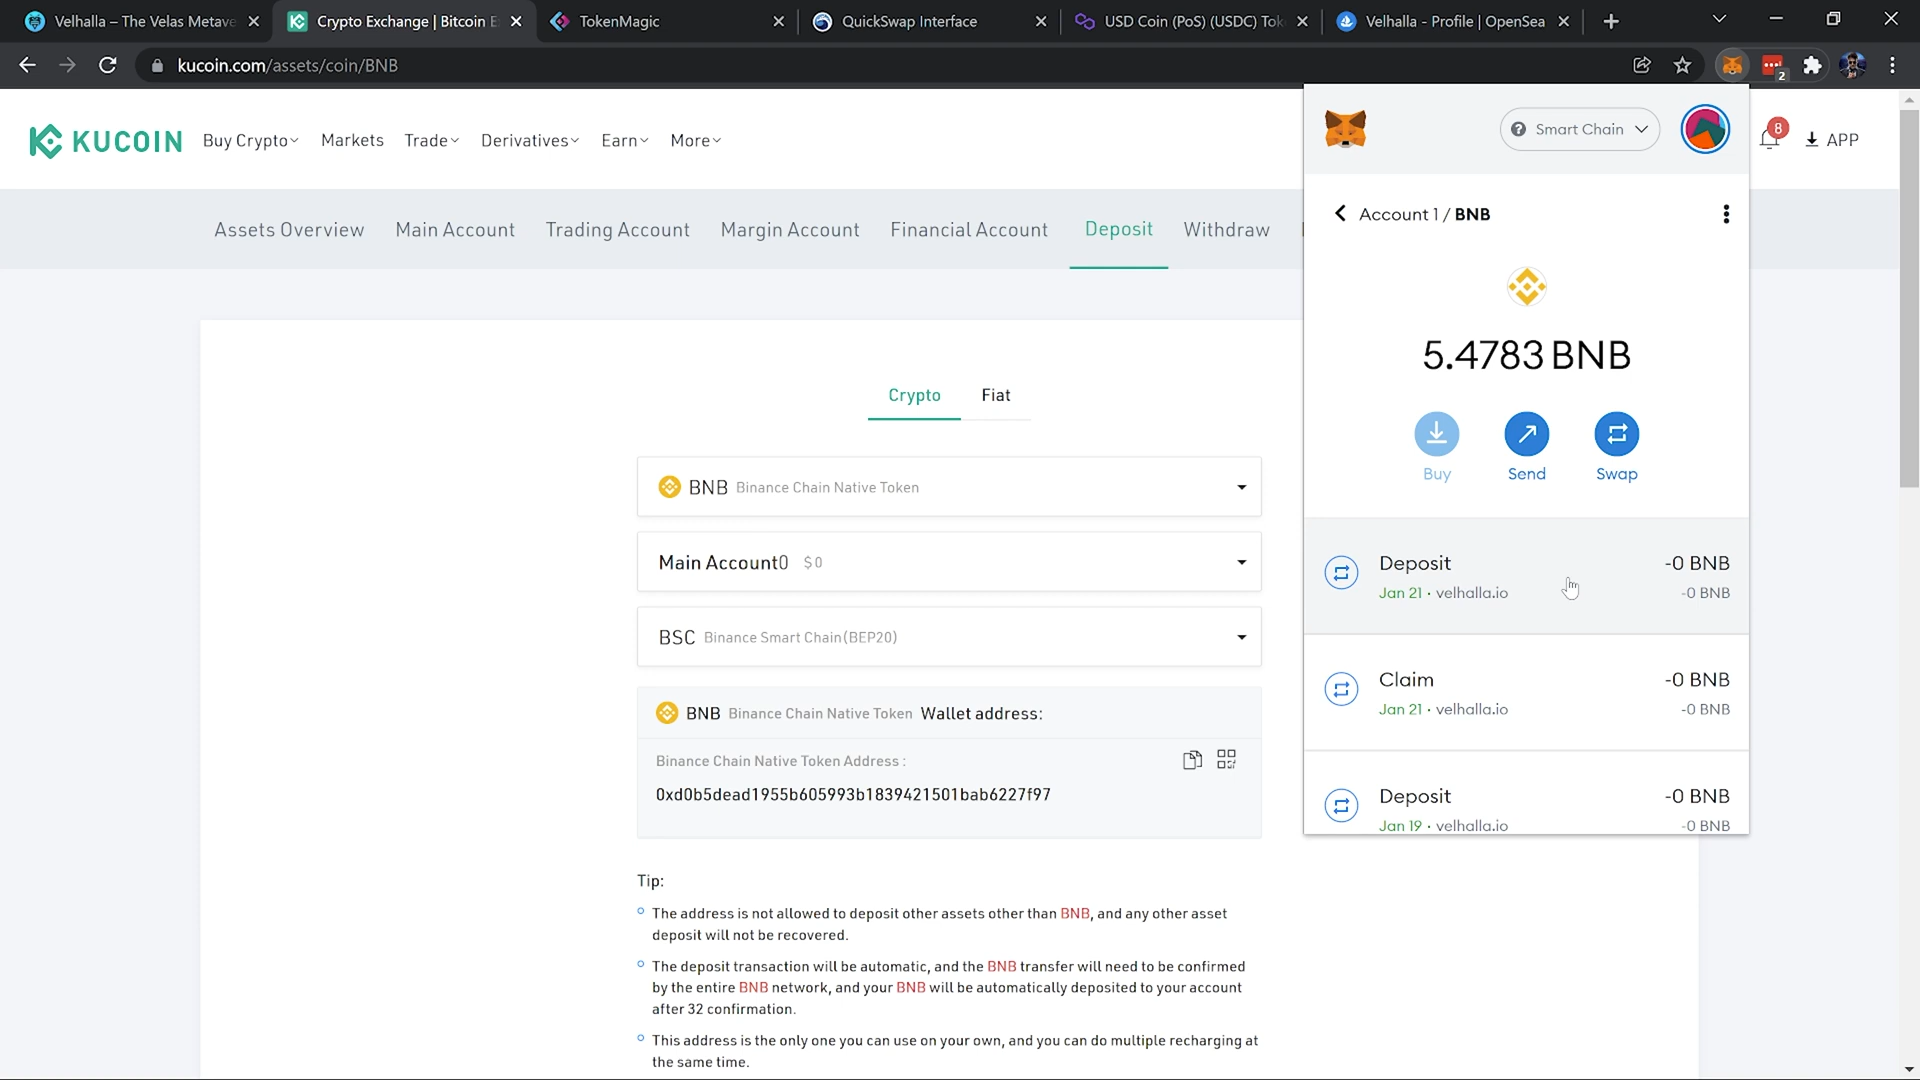 Velhalla – The Velas Metave
Crypto Exchange | Bitcoin E
TokenMagic
QuickSwap Interface
USD Coin (PoS) (USDC) Tok
Velhalla - Profile | OpenSea
kucoin.com/assets/coin/BNB
2
KUCOIN
Buy Crypto
Markets
Trade
Derivatives
Earn
More
8
APP
Assets Overview
Main Account
Trading Account
Margin Account
Financial Account
Deposit
Withdraw
Crypto
Fiat
BNB Binance Chain Native Token
Main Account0 $0
BSC Binance Smart Chain(BEP20)
BNB Binance Chain Native Token Wallet address:
Binance Chain Native Token Address :
0xd0b5dead1955b605993b1839421501bab6227f97
Tip:
The address is not allowed to deposit other assets other than BNB, and any other asset
deposit will not be recovered.
The deposit transaction will be automatic, and the BNB transfer will need to be confirmed
by the entire BNB network, and your BNB will be automatically deposited to your account
after 32 confirmation.
This address is the only one you can use on your own, and you can do multiple recharging at
the same time.
? Smart Chain
Account 1 / BNB
5.4783 BNB
Buy
Send
Swap
Deposit
-0 BNB
Jan 21 · velhalla.io
-0 BNB
Claim
-0 BNB
Jan 21 · velhalla.io
-0 BNB
Deposit
-0 BNB
Jan 19 · velhalla.io
-0 BNB